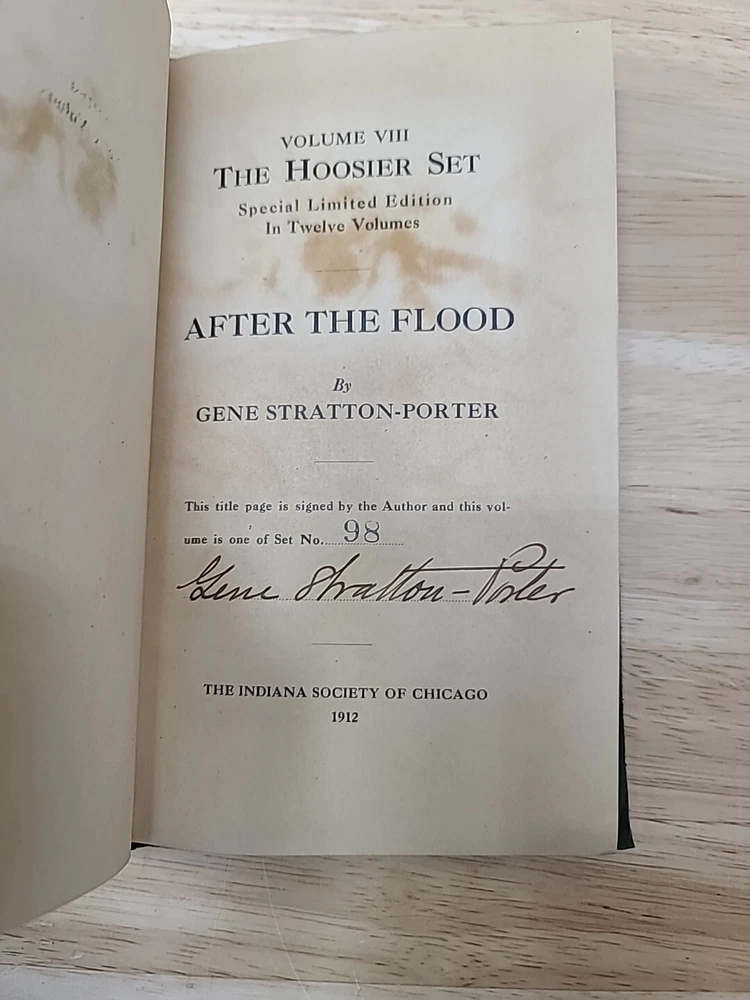 VOLUME VIII
THE HOOSIER SET
Special Limited Edition
In Twelve Volumes
AFTER THE FLOOD
By
GENE STRATTON-PORTER
This title page is signed by the Author and this vol-
ume is one of Set No. 98
Gene Stratton-Porter
THE INDIANA SOCIETY OF CHICAGO
1912